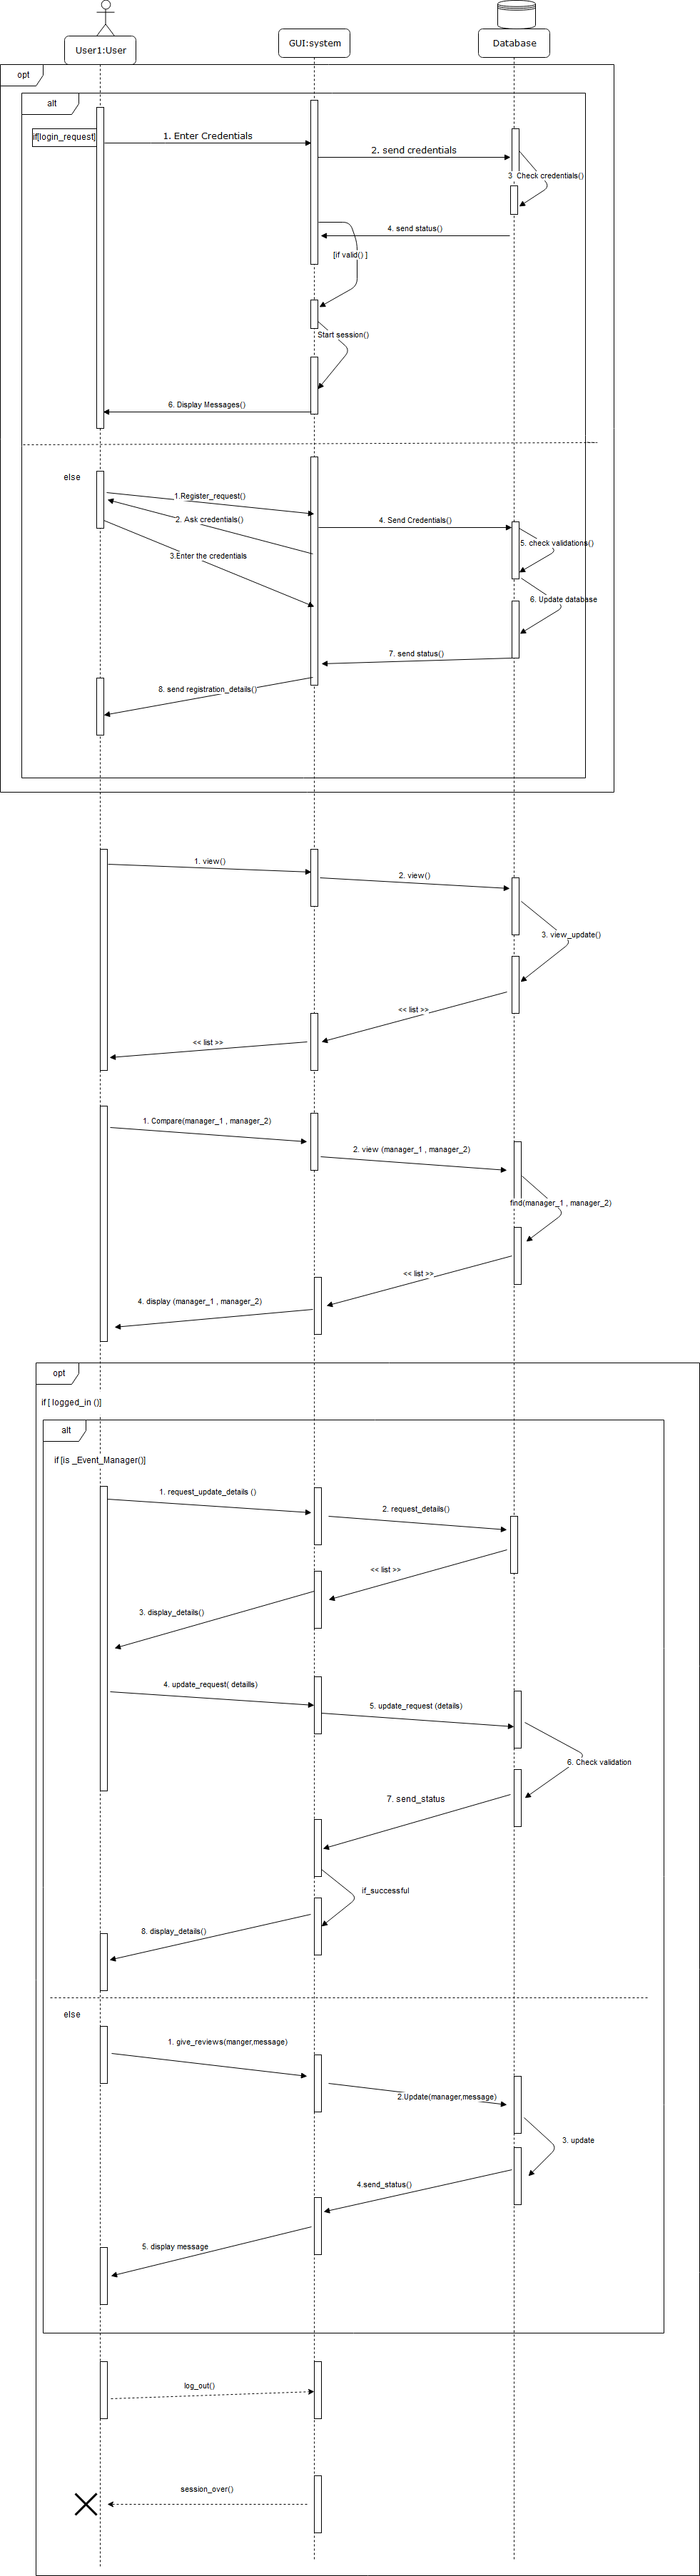 User1:User
GUI:system
Database
opt
alt
if[login_request]
1. Enter Credentials
2. send credentials
3 Check credentials()
4. send status()
[if valid() ]
Start session()
6. Display Messages()
else
1.Register_request()
2. Ask credentials()
4. Send Credentials()
5. check validations()
3.Enter the credentials
6. Update database
7. send status()
8. send registration_details()
1. view()
2. view()
3. view_update()
<< list >>
<< list >>
1. Compare(manager_1 , manager_2)
2. view (manager_1 , manager_2)
find(manager_1 , manager_2)
<< list >>
4. display (manager_1 , manager_2)
opt
if [ logged_in ()]
alt
if [is _Event_Manager()]
1. request_update_details ()
2. request_details()
<< list >>
3. display_details()
4. update_request( detaills)
5. update_request (details)
6. Check validation
7. send_status
if_successful
8. display_details()
else
1. give_reviews(manger,message)
2.Update(manager,message)
3. update
4.send_status()
5. display message
log_out()
session_over()